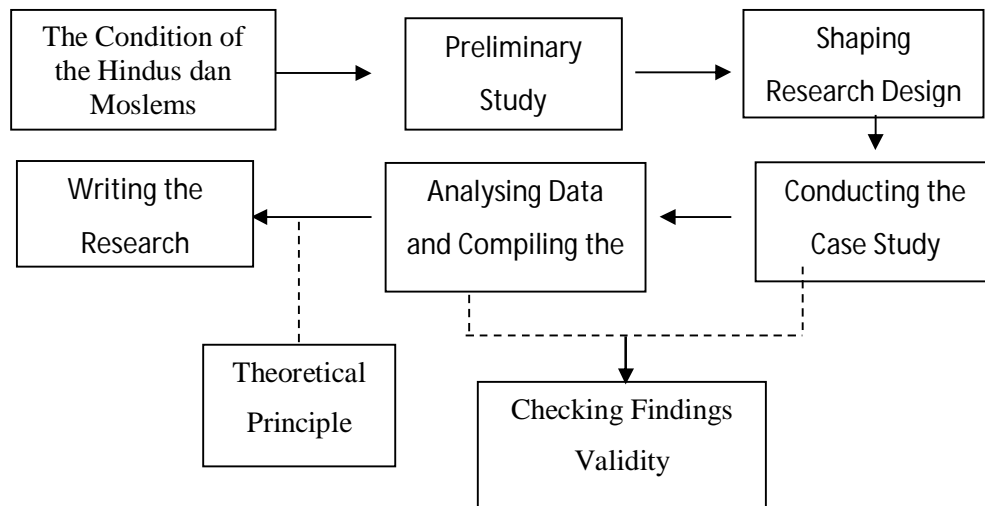 The Condition of
the Hindus dan
Moslems
Preliminary
Study
Shaping
Research Design
Writing the
Research
Analysing Data
and Compiling the
Conducting the
Case Study
Theoretical
Principle
Checking Findings
Validity